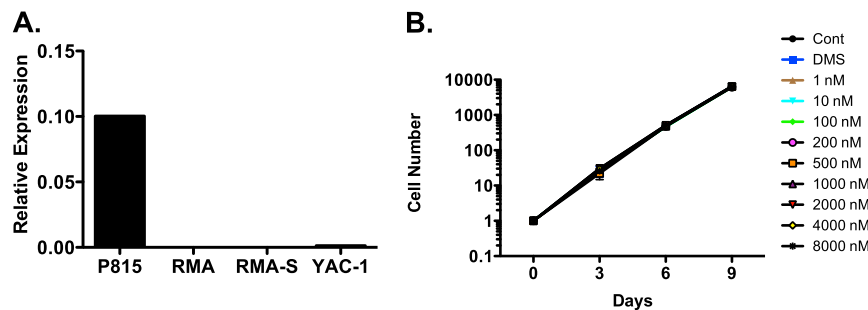 A.
Relative Expression
0.15
0.10
0.05
0.00
P815 RMA RMA-S YAC-1
B.
Cell Number
10000
1000
100
10
1
0.1
0 3 6 9
Days
Cont
DMS
1 nM
10 nM
100 nM
200 nM
500 nM
1000 nM
2000 nM
4000 nM
8000 nM